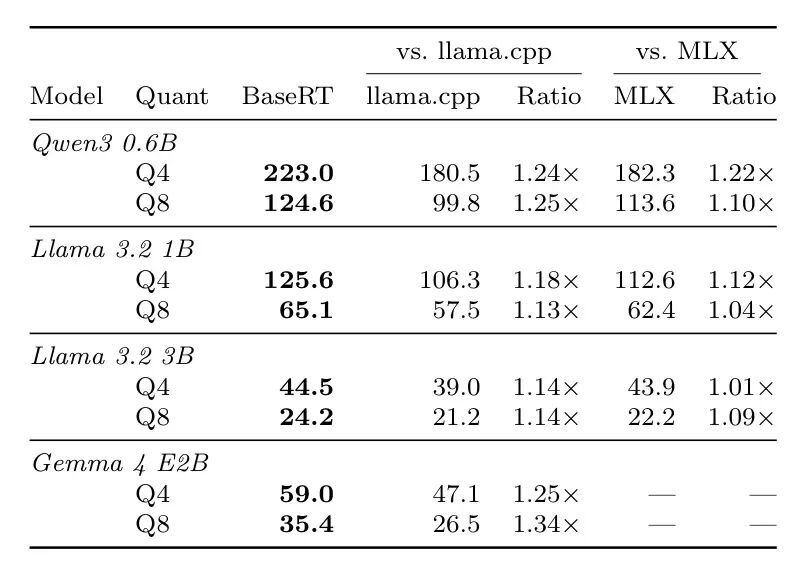 vs. llama.cpp vs. MLX
Model Quant BaseRT llama.cpp Ratio MLX Ratio
Qwen3 0.6B
Q4 223.0 180.5 1.24× 182.3 1.22×
Q8 124.6 99.8 1.25× 113.6 1.10×
Llama 3.2 1B
Q4 125.6 106.3 1.18× 112.6 1.12×
Q8 65.1 57.5 1.13× 62.4 1.04×
Llama 3.2 3B
Q4 44.5 39.0 1.14× 43.9 1.01×
Q8 24.2 21.2 1.14× 22.2 1.09×
Gemma 4 E2B
Q4 59.0 47.1 1.25× — —
Q8 35.4 26.5 1.34× — —